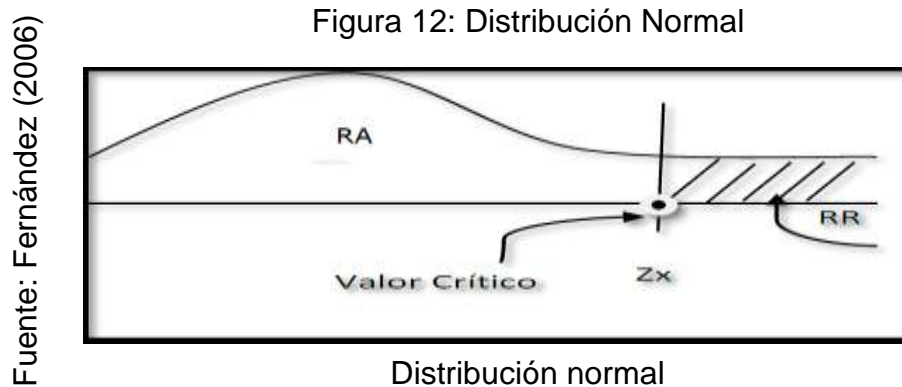 Figura 12: Distribución Normal
Fuente: Fernández (2006)
RA
RR
Valor Crítico
Zx
Distribución normal